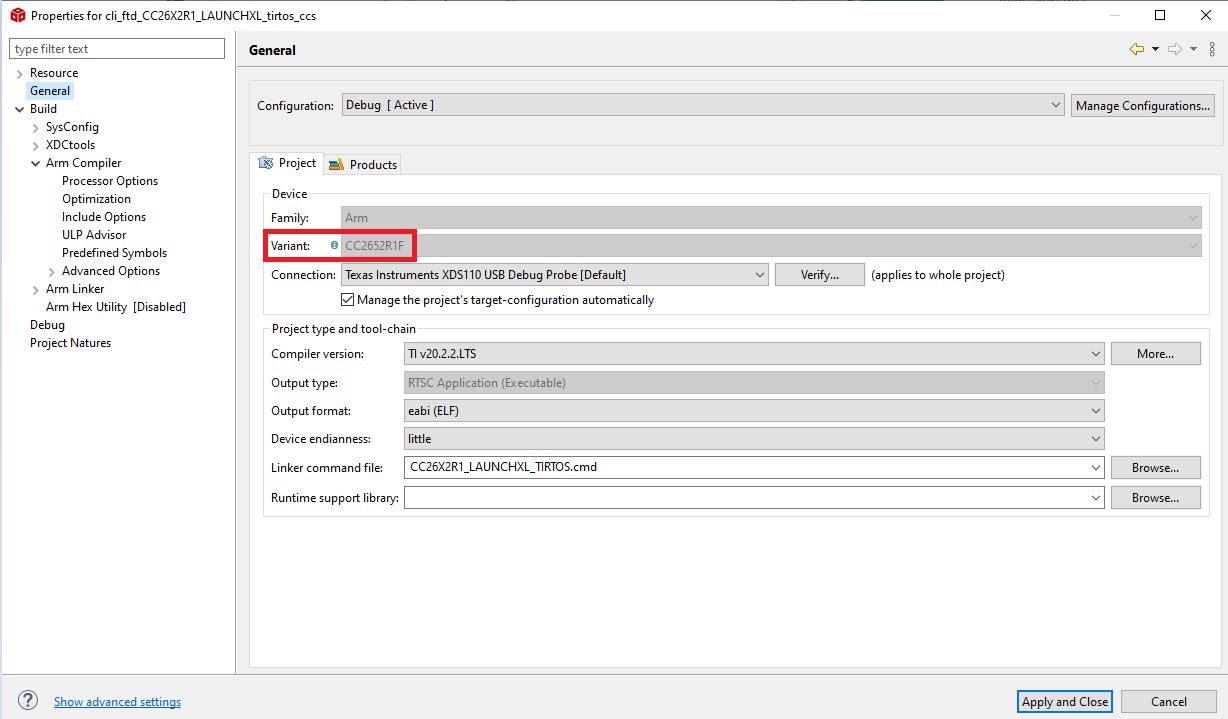 Properties for cli_ftd_CC26X2R1_LAUNCHXL_tirtos_ccs
type filter text
Resource
General
Build
SysConfig
XDCtools
Arm Compiler
Processor Options
Optimization
Include Options
ULP Advisor
Predefined Symbols
Advanced Options
Arm Linker
Arm Hex Utility [Disabled]
Debug
Project Natures
General
Configuration: Debug [ Active ] Manage Configurations...
Project Products
Device
Family: Arm
Variant: CC2652R1F
Connection: Texas Instruments XDS110 USB Debug Probe [Default] Verify... (applies to whole project)
Manage the project's target-configuration automatically
Project type and tool-chain
Compiler version: TI v20.2.2.LTS More...
Output type: RTSC Application (Executable)
Output format: eabi (ELF)
Device endianness: little
Linker command file: CC26X2R1_LAUNCHXL_TIRTOS.cmd Browse...
Runtime support library: Browse...
? Show advanced settings Apply and Close Cancel